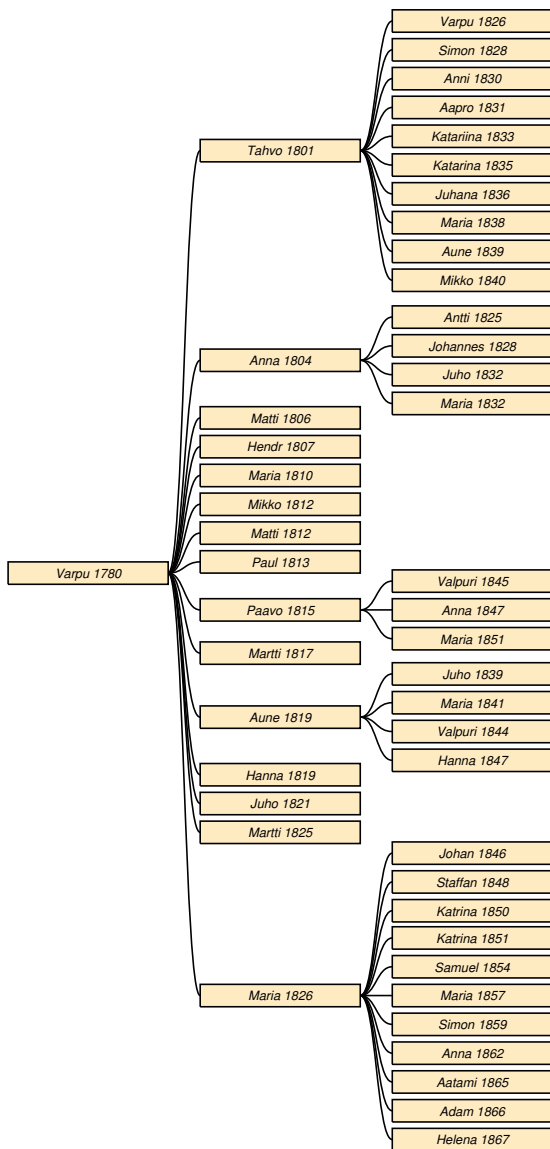 Varpu 1780
Tahvo 1801
Varpu 1826
Simon 1828
Anni 1830
Aapro 1831
Katariina 1833
Katarina 1835
Juhana 1836
Maria 1838
Aune 1839
Mikko 1840
Anna 1804
Antti 1825
Johannes 1828
Juho 1832
Maria 1832
Matti 1806
Hendr 1807
Maria 1810
Mikko 1812
Matti 1812
Paul 1813
Paavo 1815
Valpuri 1845
Anna 1847
Maria 1851
Martti 1817
Aune 1819
Juho 1839
Maria 1841
Valpuri 1844
Hanna 1847
Hanna 1819
Juho 1821
Martti 1825
Maria 1826
Johan 1846
Staffan 1848
Katrina 1850
Katrina 1851
Samuel 1854
Maria 1857
Simon 1859
Anna 1862
Aatami 1865
Adam 1866
Helena 1867